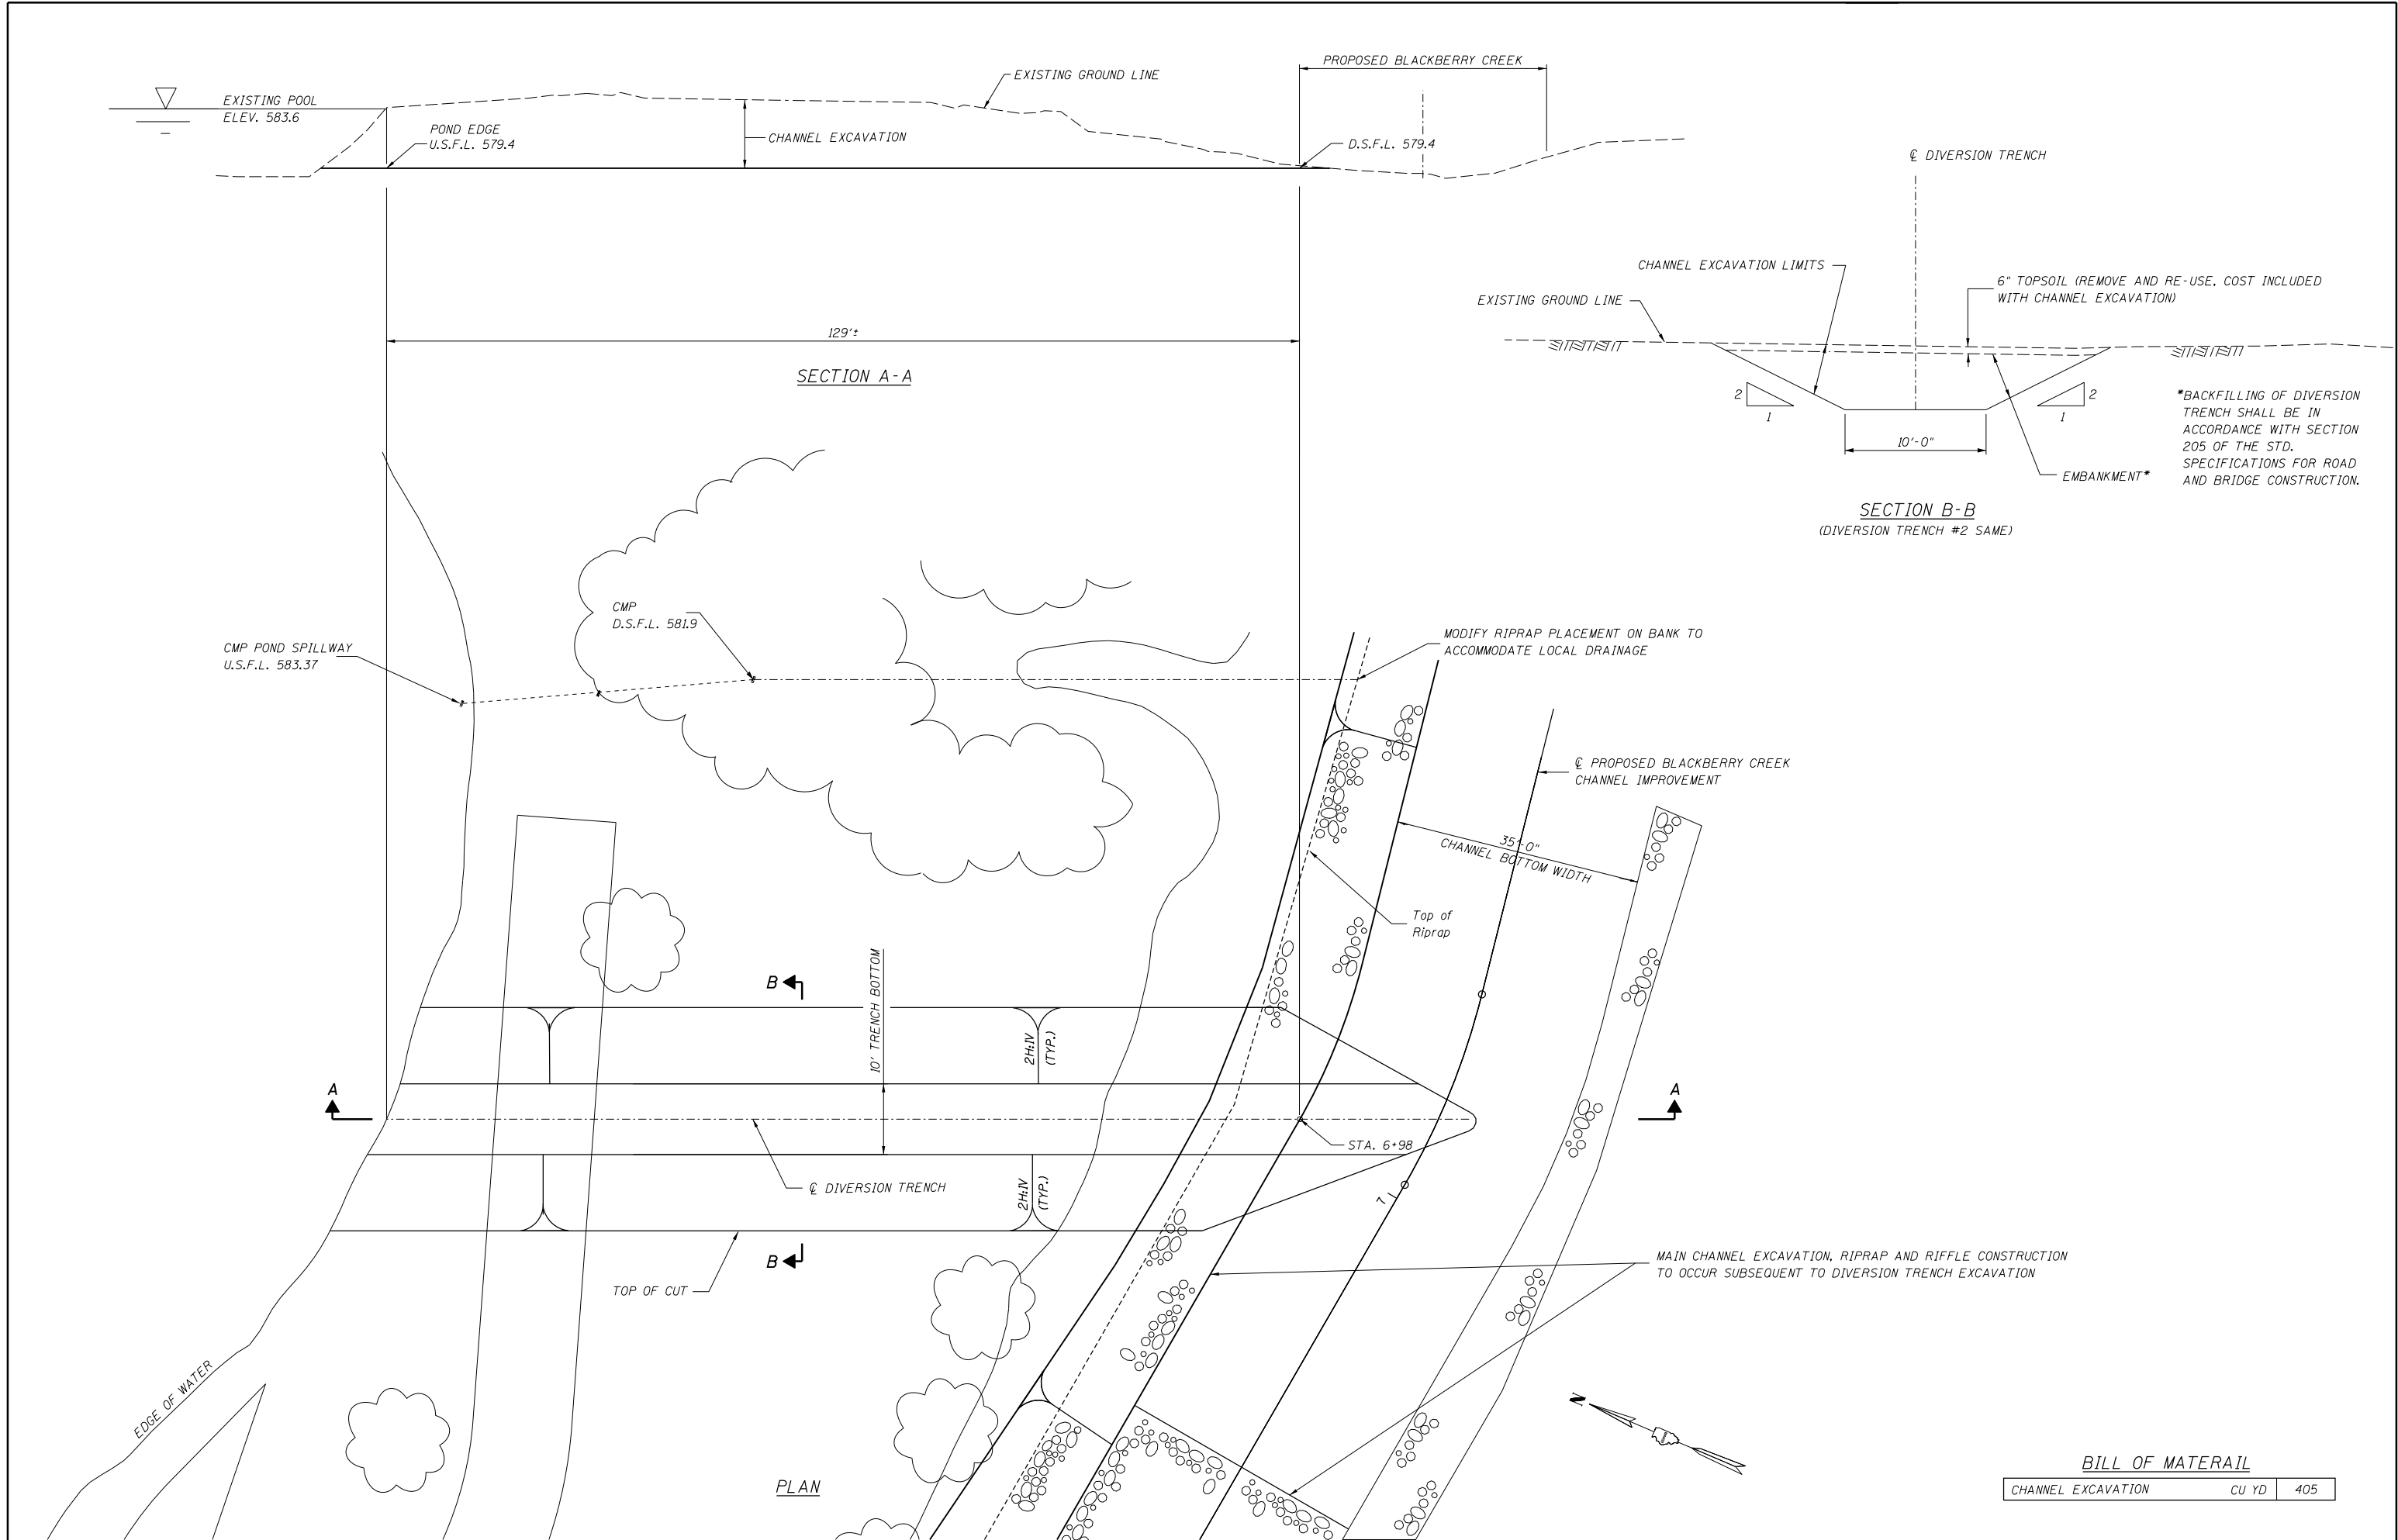 PROPOSED BLACKBERRY CREEK
EXISTING GROUND LINE
EXISTING POOL
ELEV. 583.6
POND EDGE
U.S.F.L. 579.4
CHANNEL EXCAVATION
D.S.F.L. 579.4
℄ DIVERSION TRENCH
CHANNEL EXCAVATION LIMITS
6" TOPSOIL (REMOVE AND RE-USE, COST INCLUDED
WITH CHANNEL EXCAVATION)
EXISTING GROUND LINE
129'±
SECTION A-A
2
1
2
1
10'-0"
*BACKFILLING OF DIVERSION
TRENCH SHALL BE IN
ACCORDANCE WITH SECTION
205 OF THE STD.
SPECIFICATIONS FOR ROAD
AND BRIDGE CONSTRUCTION.
EMBANKMENT*
SECTION B-B
(DIVERSION TRENCH #2 SAME)
CMP
D.S.F.L. 581.9
CMP POND SPILLWAY
U.S.F.L. 583.37
MODIFY RIPRAP PLACEMENT ON BANK TO
ACCOMMODATE LOCAL DRAINAGE
℄ PROPOSED BLACKBERRY CREEK
CHANNEL IMPROVEMENT
35'-0"
CHANNEL BOTTOM WIDTH
Top of
Riprap
B
10' TRENCH BOTTOM
2H:1V
(TYP.)
A
A
STA. 6+98
℄ DIVERSION TRENCH
2H:1V
(TYP.)
7
B
TOP OF CUT
MAIN CHANNEL EXCAVATION, RIPRAP AND RIFFLE CONSTRUCTION
TO OCCUR SUBSEQUENT TO DIVERSION TRENCH EXCAVATION
EDGE OF WATER
N
PLAN
BILL OF MATERAIL
CHANNEL EXCAVATION CU YD 405